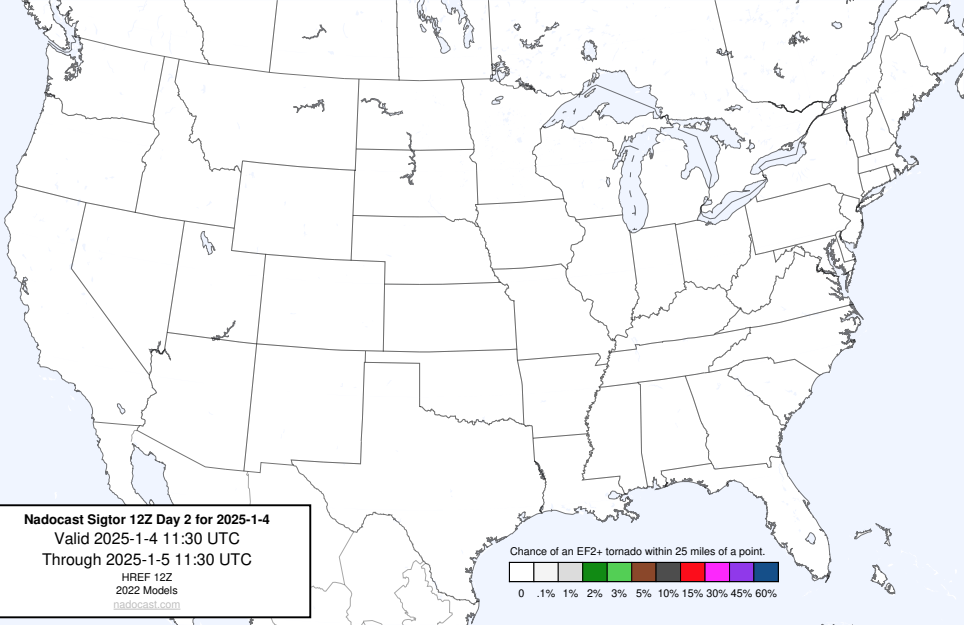 Nadocast Sigtor 12Z Day 2 for 2025-1-4
Valid 2025-1-4 11:30 UTC
Through 2025-1-5 11:30 UTC
HREF 12Z
2022 Models
nadocast.com
Chance of an EF2+ tornado within 25 miles of a point.
0 .1% 1% 2% 3% 5% 10% 15% 30% 45% 60%